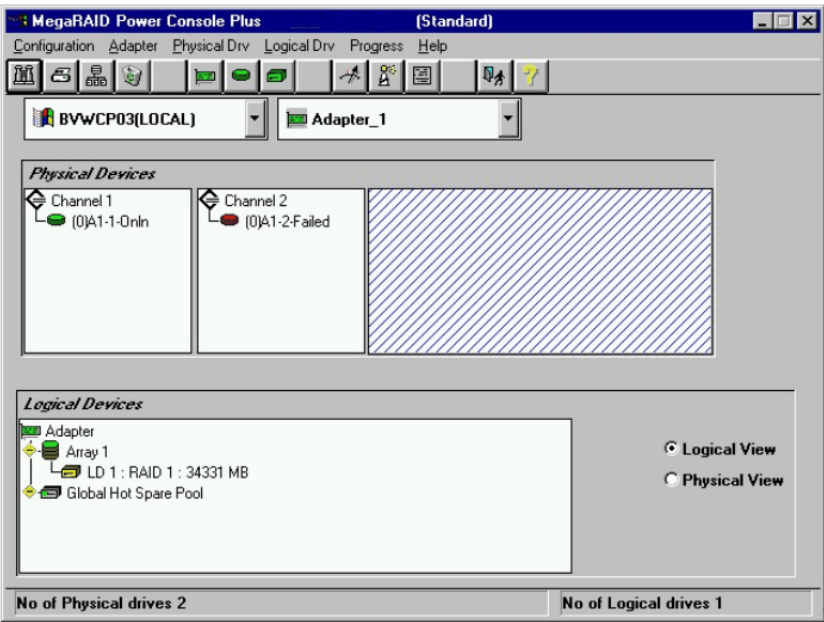 MegaRAID Power Console Plus (Standard)
Configuration Adapter Physical Drv Logical Drv Progress Help
BVWCP03(LOCAL) Adapter_1
Physical Devices
Channel 1 Channel 2
(0)A1-1-Onln (0)A1-2-Failed
Logical Devices
Adapter
Array 1
LD 1 : RAID 1 : 34331 MB
Global Hot Spare Pool
Logical View
Physical View
No of Physical drives 2 No of Logical drives 1